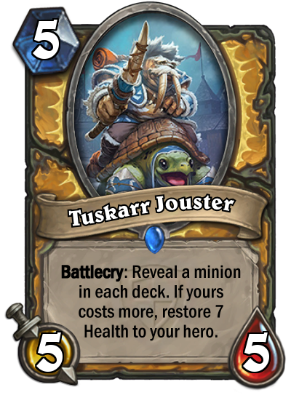 5
Tuskarr Jouster
Battlecry: Reveal a minion
in each deck. If yours
costs more, restore 7
Health to your hero.
5
5